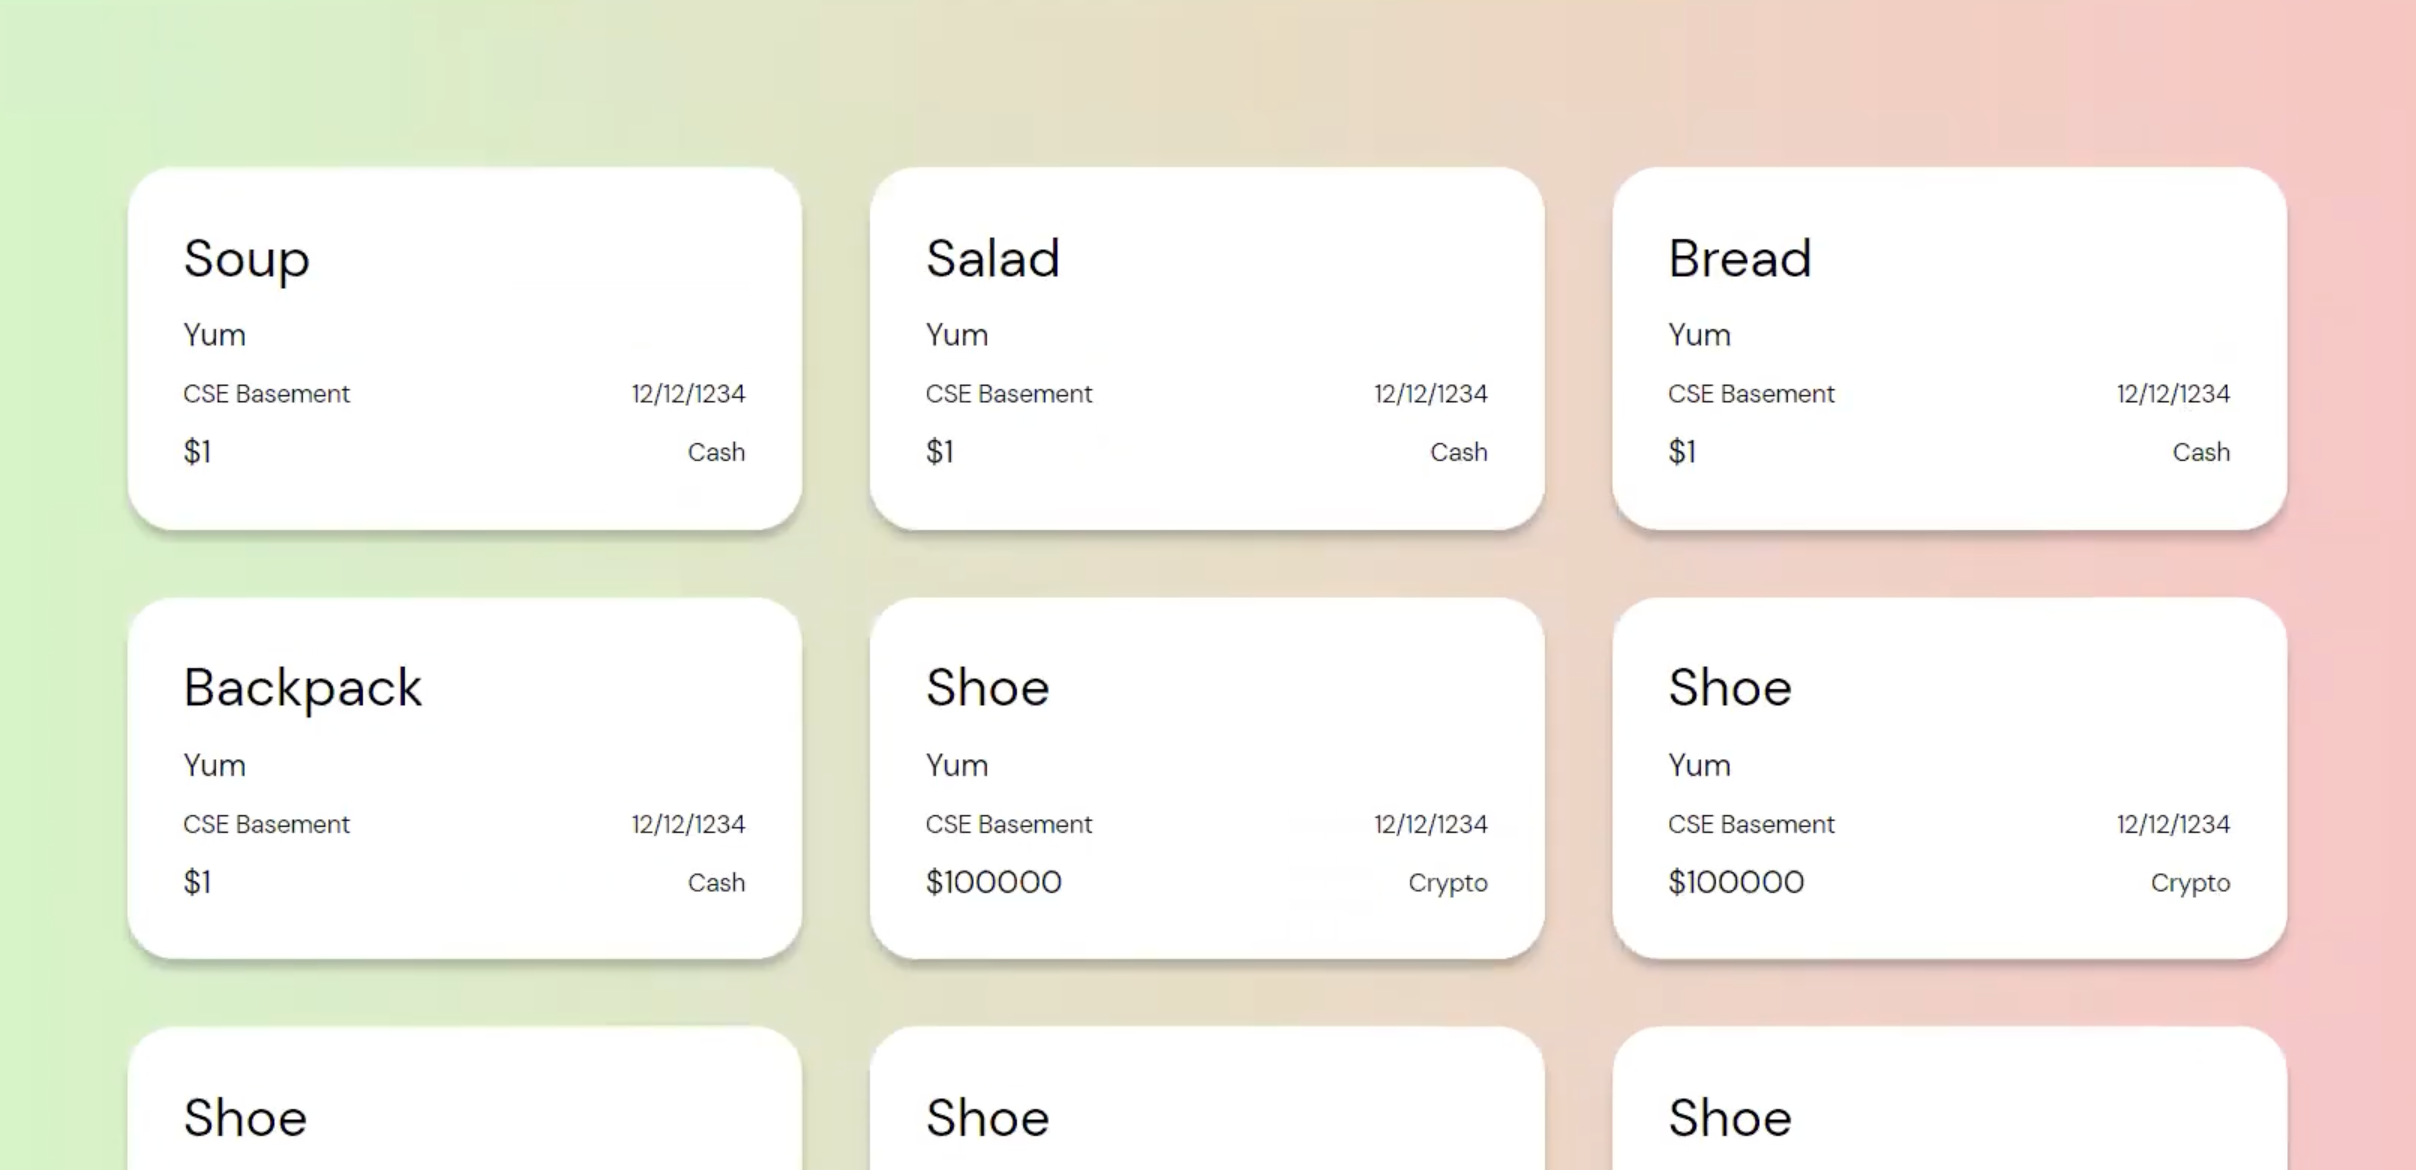 Soup
Yum
CSE Basement 12/12/1234
$1 Cash
Salad
Yum
CSE Basement 12/12/1234
$1 Cash
Bread
Yum
CSE Basement 12/12/1234
$1 Cash
Backpack
Yum
CSE Basement 12/12/1234
$1 Cash
Shoe
Yum
CSE Basement 12/12/1234
$100000 Crypto
Shoe
Yum
CSE Basement 12/12/1234
$100000 Crypto
Shoe
Shoe
Shoe